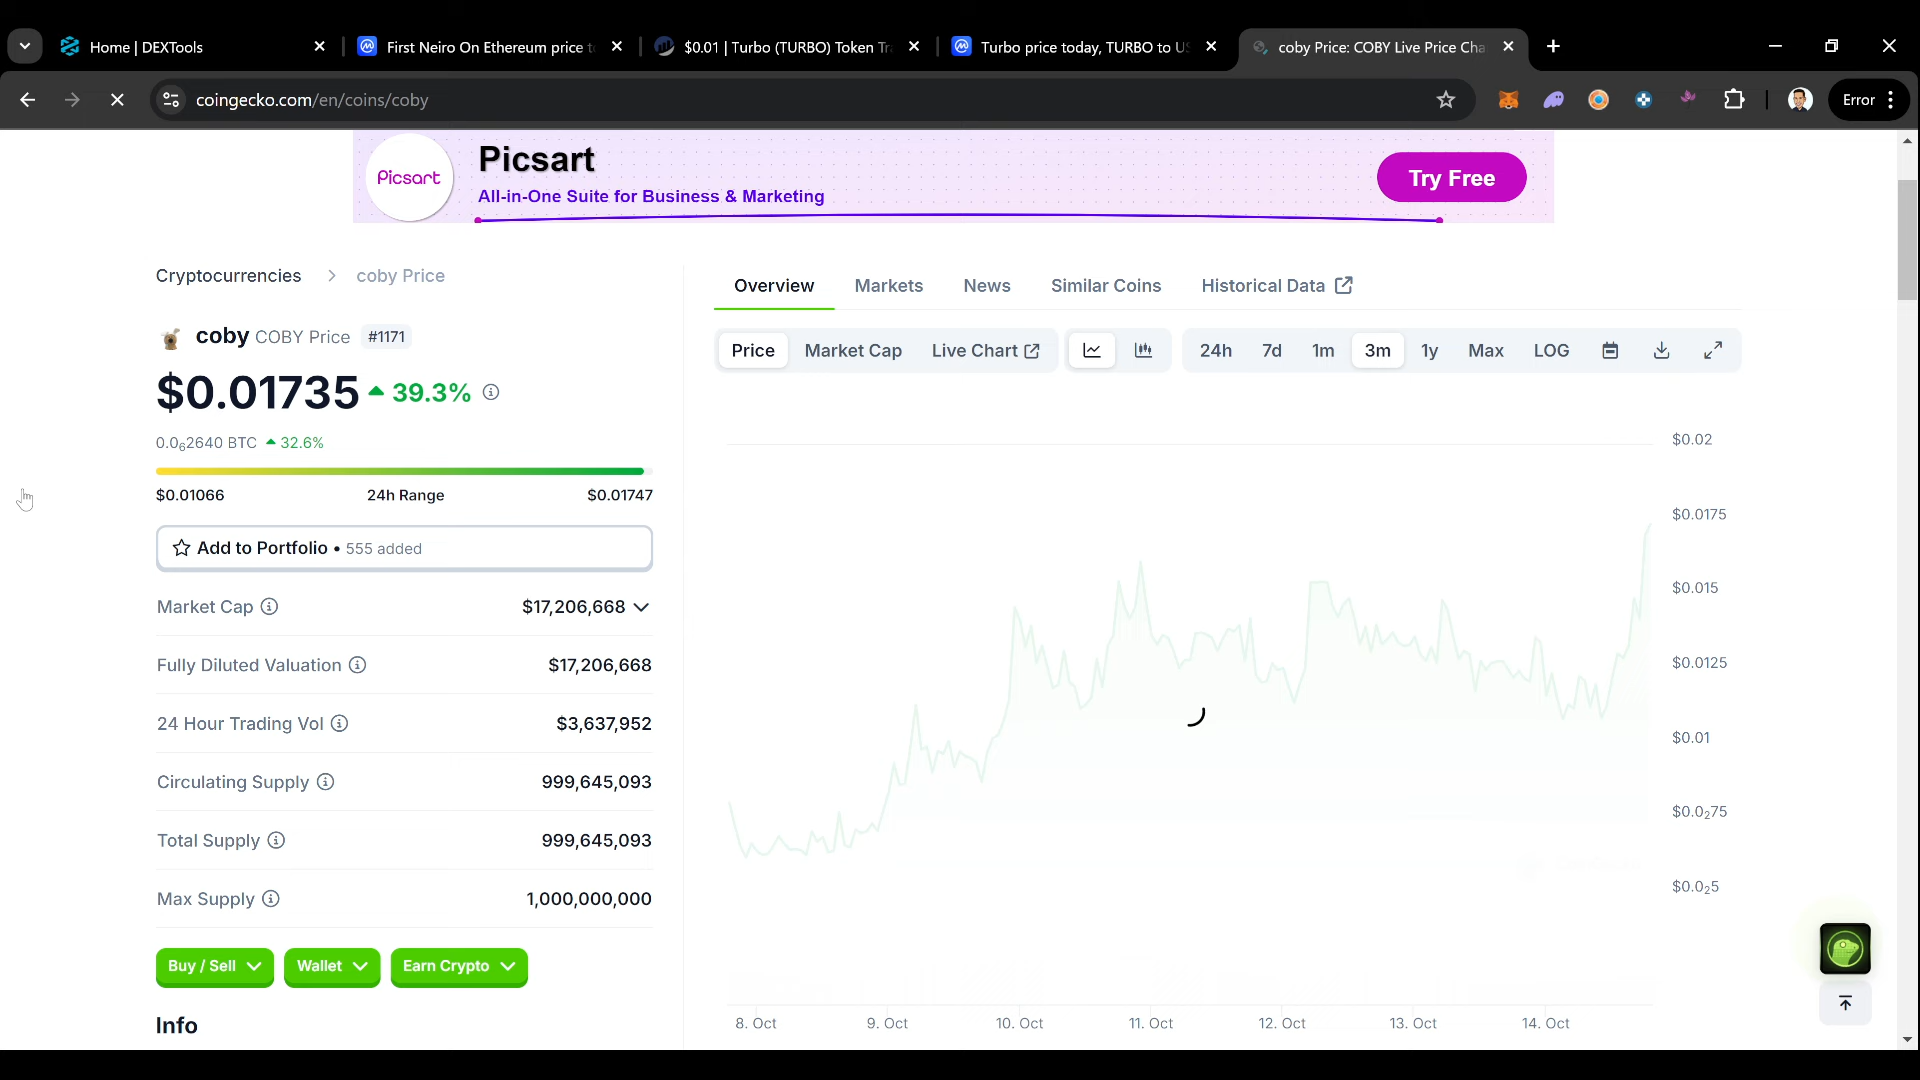 Home | DEXTools
First Neiro On Ethereum price to
$0.01 | Turbo (TURBO) Token Tr
Turbo price today, TURBO to US
coby Price: COBY Live Price Cha
coingecko.com/en/coins/coby
Error
Picsart
Picsart
All-in-One Suite for Business & Marketing
Try Free
Cryptocurrencies > coby Price
coby COBY Price #1171
$0.01735 39.3%
0.0₆2640 BTC 32.6%
$0.01066 24h Range $0.01747
Add to Portfolio • 555 added
Market Cap $17,206,668
Fully Diluted Valuation $17,206,668
24 Hour Trading Vol $3,637,952
Circulating Supply 999,645,093
Total Supply 999,645,093
Max Supply 1,000,000,000
Buy / Sell Wallet Earn Crypto
Info
Overview Markets News Similar Coins Historical Data
Price Market Cap Live Chart 24h 7d 1m 3m 1y Max LOG
$0.02
$0.0175
$0.015
$0.0125
$0.01
$0.0₂75
$0.0₂5
8. Oct 9. Oct 10. Oct 11. Oct 12. Oct 13. Oct 14. Oct